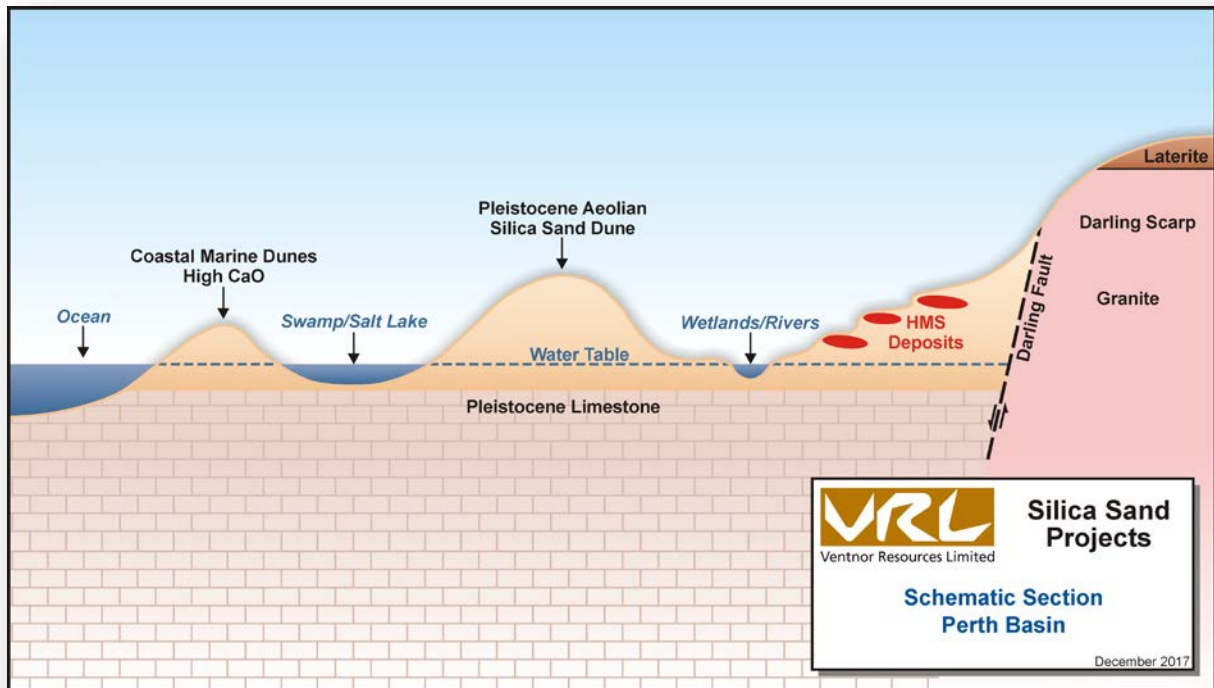 Laterite
Darling Scarp
Pleistocene Aeolian
Silica Sand Dune
Coastal Marine Dunes
High CaO
Granite
Ocean
Swamp/Salt Lake
Wetlands/Rivers
HMS
Deposits
Darling Fault
Water Table
Pleistocene Limestone
VRL
Ventnor Resources Limited
Silica Sand
Projects
Schematic Section
Perth Basin
December 2017